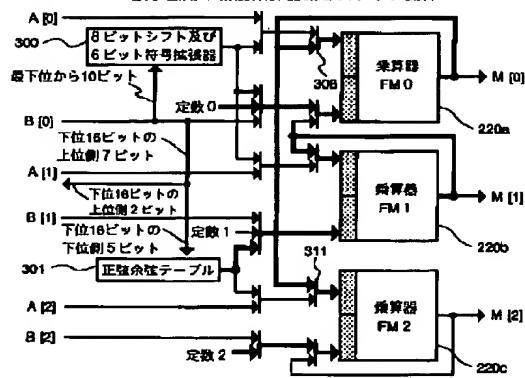 A [0]
300
8ビットシフト及び
6ビット符号拡張器
最下位から10ビット
308
乗算器
FM 0
M [0]
220a
定数 0
B [0]
下位16ビットの
上位側7ビット
A [1]
下位16ビットの
上位側2ビット
乗算器
FM 1
M [1]
220b
B [1]
定数 1
下位16ビットの
下位側5ビット
301
正弦余弦テーブル
311
A [2]
乗算器
FM 2
M [2]
B [2]
定数 2
220c